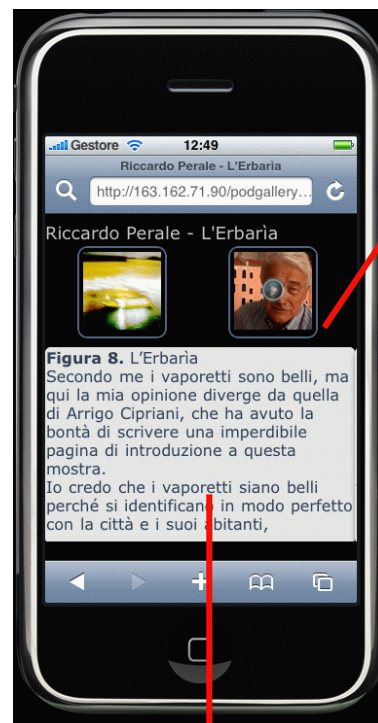 Gestore 12:49
Riccardo Perale - L'Erbaria
http://163.162.71.90/podgallery...
Riccardo Perale - L'Erbarìa
Figura 8. L'Erbarìa
Secondo me i vaporetti sono belli, ma
qui la mia opinione diverge da quella
di Arrigo Cipriani, che ha avuto la
bontà di scrivere una imperdibile
pagina di introduzione a questa
mostra.
Io credo che i vaporetti siano belli
perché si identificano in modo perfetto
con la città e i suoi abitanti,